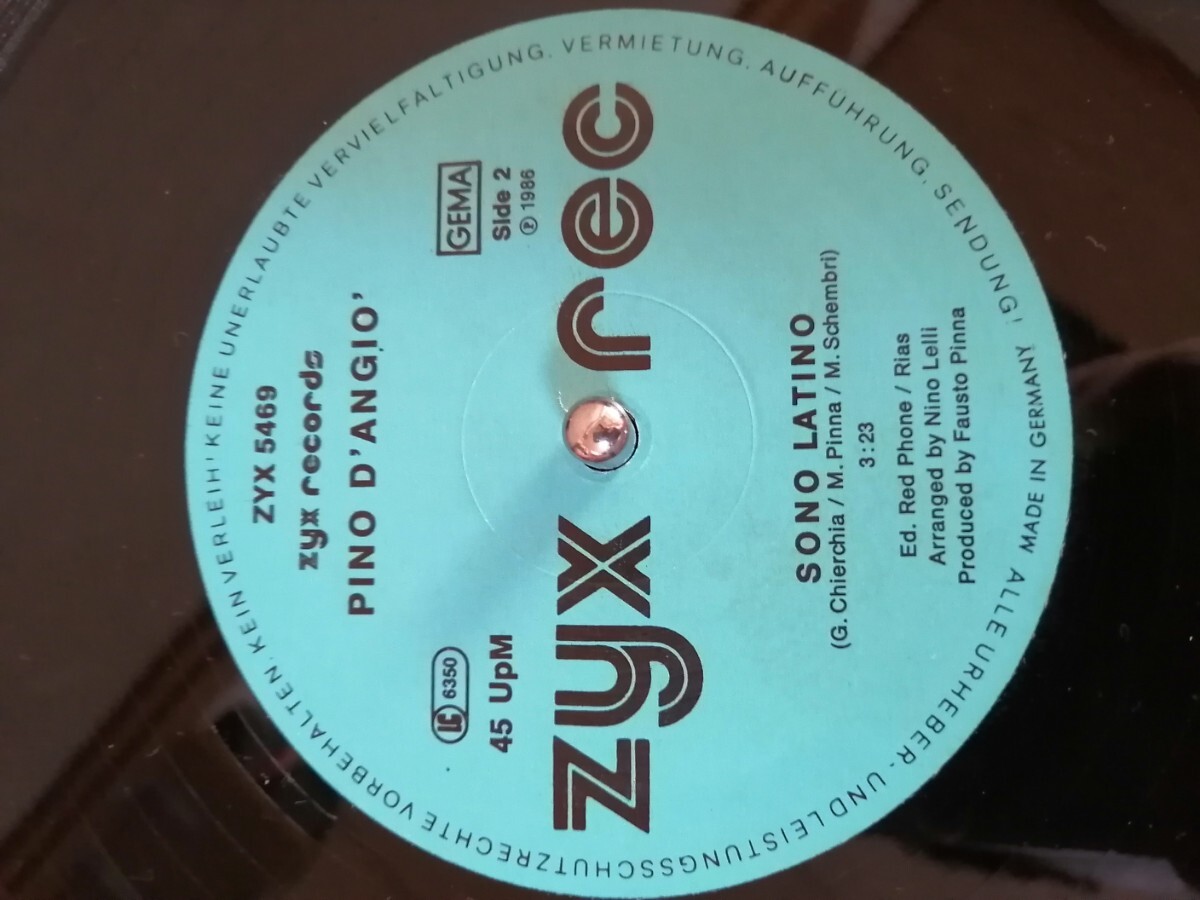 ZYX 5469
zyx records
PINO D'ANGIO'
LC 6350
45 UpM
GEMA
Side 2
℗ 1986
zyx rec
SONO LATINO
(G. Chierchia / M. Pinna / M. Schembri)
3:23
Ed. Red Phone / Rias
Arranged by Nino Lelli
Produced by Fausto Pinna
ALLE URHEBER- UND LEISTUNGSSCHUTZRECHTE VORBEHALTEN. KEIN VERLEIH! KEINE UNERLAUBTE VERVIELFÄLTIGUNG, VERMIETUNG, AUFFÜHRUNG, SENDUNG! MADE IN GERMANY